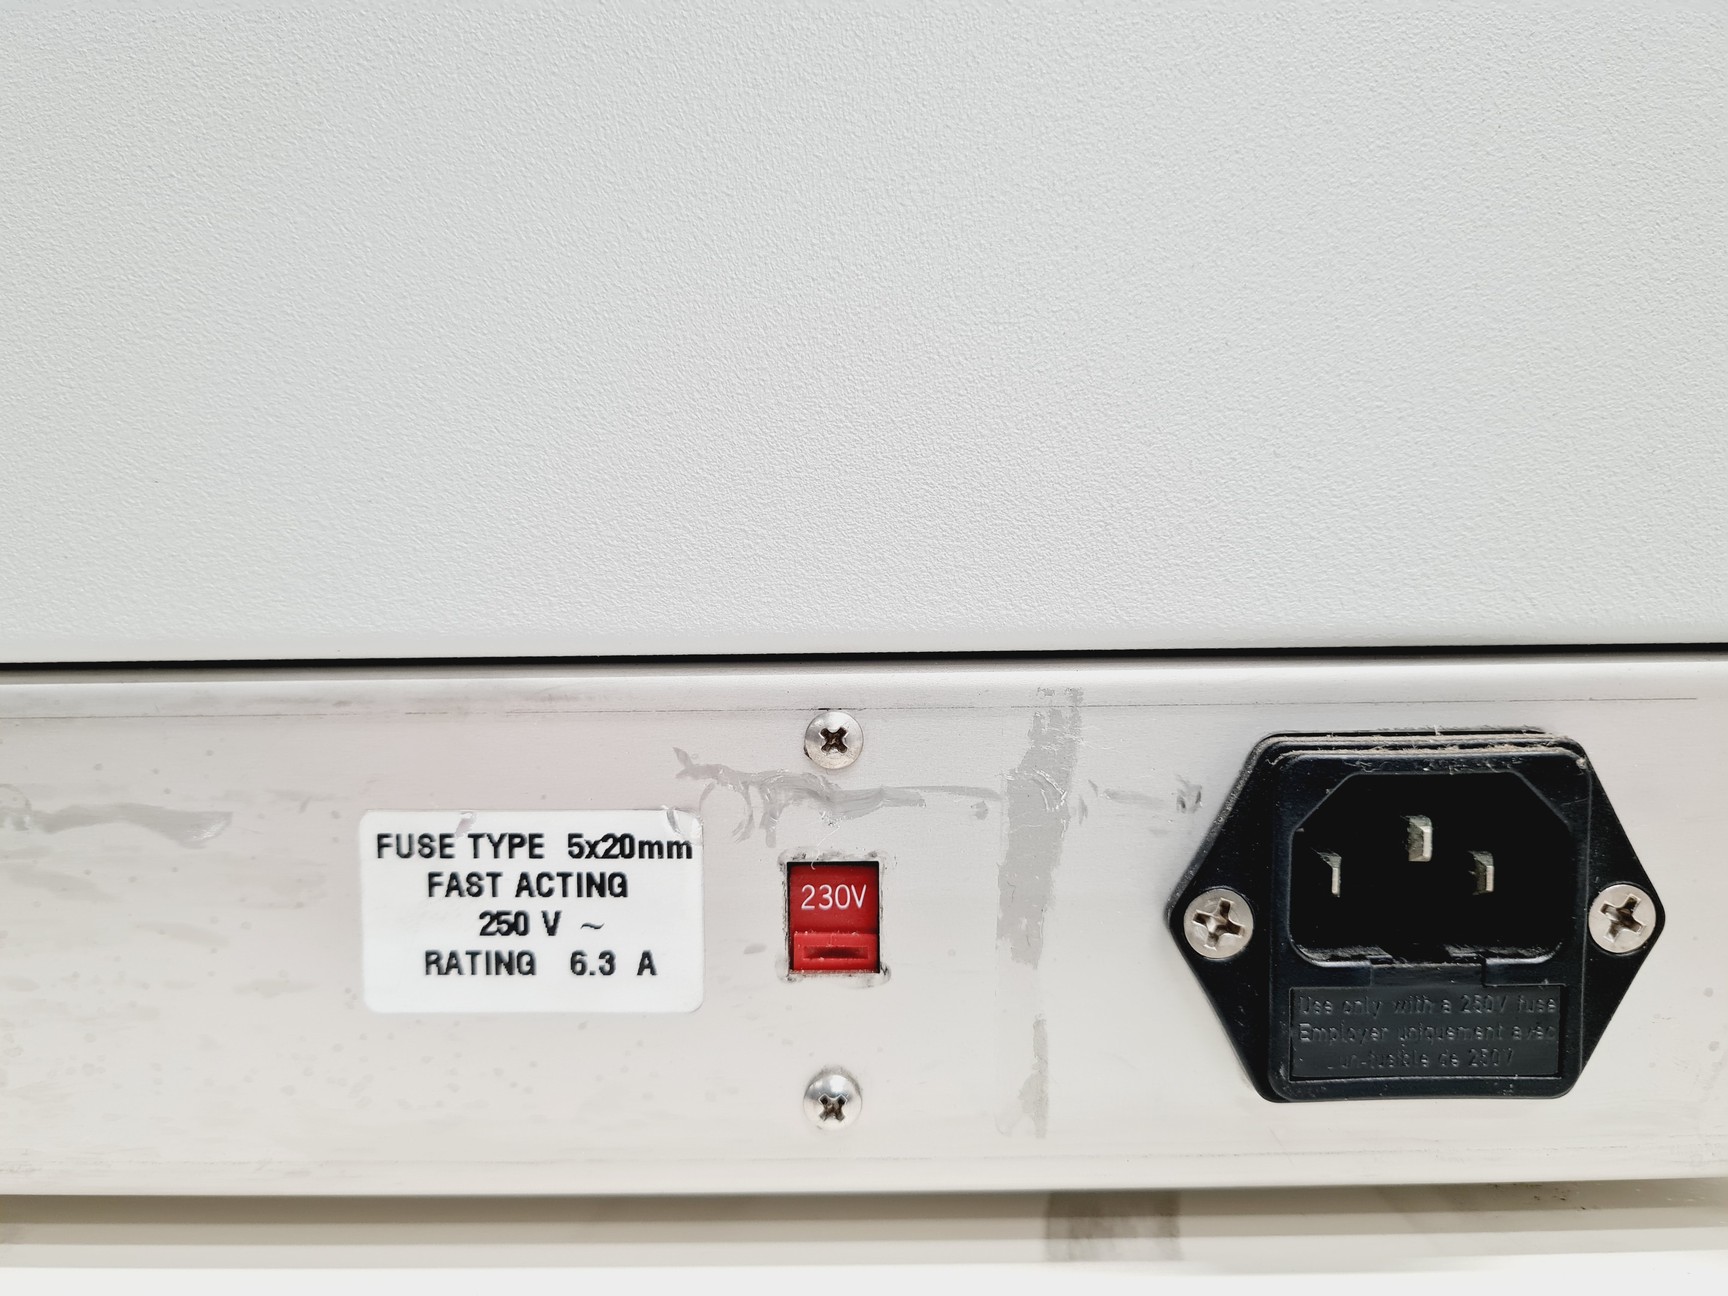 FUSE TYPE 5x20mm
FAST ACTING
250 V ~
RATING 6.3 A
230V
Use only with a 250V fuse
Employer uniquement avec
un fusible de 250V